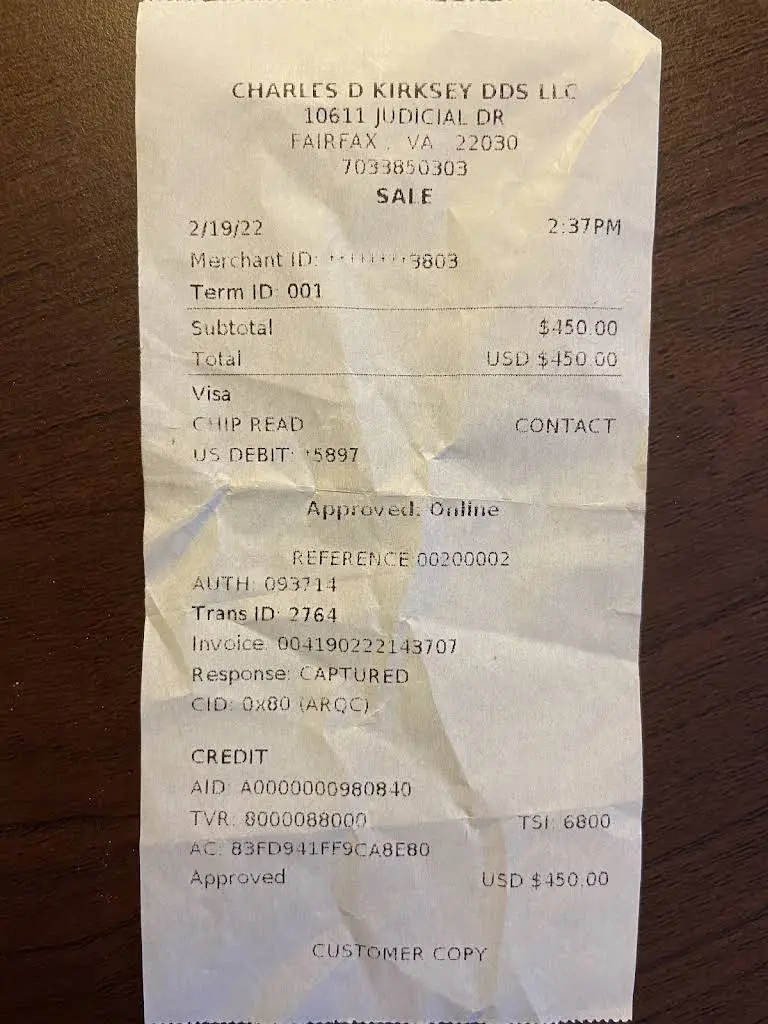 CHARLES D KIRKSEY DDS LLC
10611 JUDICIAL DR
FAIRFAX , VA 22030
7033850303
SALE
2/19/22 2:37PM
Merchant ID: ********3803
Term ID: 001
Subtotal $450.00
Total USD $450.00
Visa
CHIP READ CONTACT
US DEBIT: *5897
Approved: Online
REFERENCE 00200002
AUTH: 093714
Trans ID: 2764
Invoice: 004190222143707
Response: CAPTURED
CID: 0x80 (ARQC)
CREDIT
AID: A0000000980840
TVR: 8000088000 TSI: 6800
AC: 83FD941FF9CA8E80
Approved USD $450.00
CUSTOMER COPY